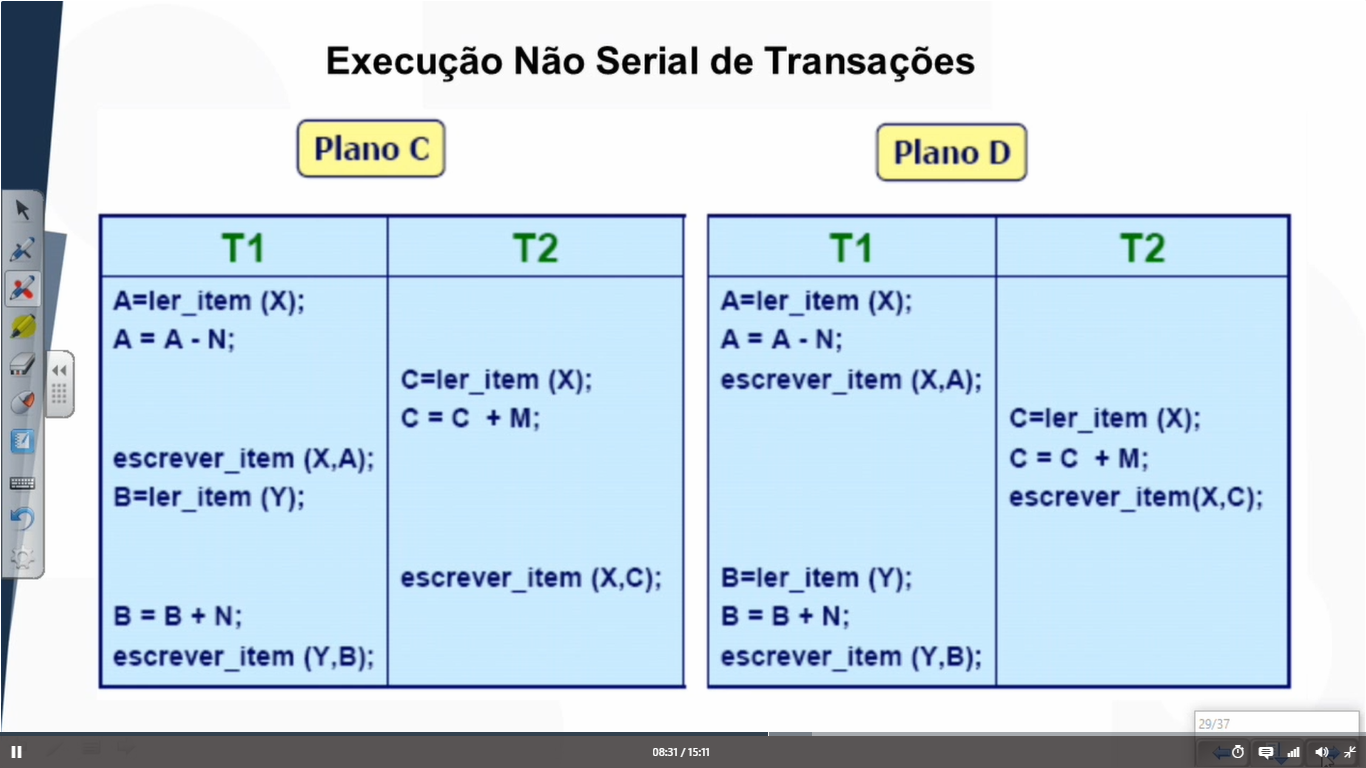 Execução Não Serial de Transações
Plano C
Plano D
T1
T2
A=ler_item (X);
A = A - N;
C=ler_item (X);
C = C + M;
escrever_item (X,A);
B=ler_item (Y);
escrever_item (X,C);
B = B + N;
escrever_item (Y,B);
T1
T2
A=ler_item (X);
A = A - N;
escrever_item (X,A);
C=ler_item (X);
C = C + M;
escrever_item(X,C);
B=ler_item (Y);
B = B + N;
escrever_item (Y,B);
29/37
08:31 / 15:11